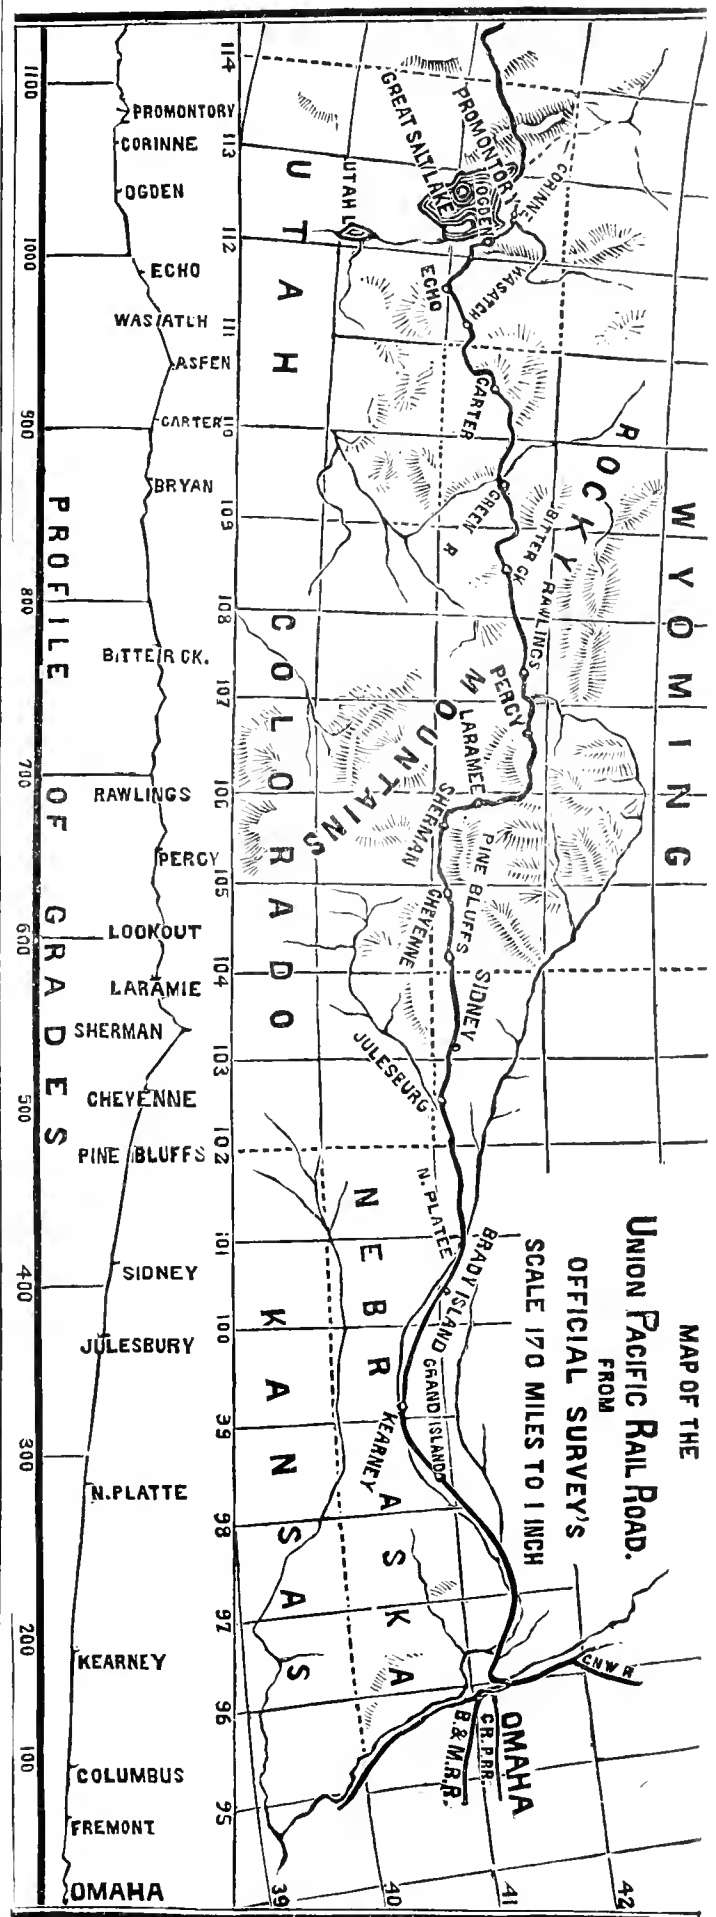 MAP OF THE
UNION PACIFIC RAIL ROAD.
FROM
OFFICIAL SURVEY'S
SCALE 170 MILES TO 1 INCH
WYOMING
ROCKY
MOUNTAINS
UTAH
COLORADO
NEBRASKA
KANSAS
GREAT SALT LAKE
PROMONTORY
OGDEN
CORINNE
UTAH L.
ECHO
WASATCH
CARTER
GREEN R
BITTER CK
RAWLINGS
PERCY
LARAMEE
SHERMAN
CHEYENNE
PINE BLUFFS
SIDNEY
JULESBURG
N. PLATEE
BRADY ISLAND
GRAND ISLAND
KEARNEY
OMAHA
C.N.W R
C.R.P.R.R.
B. & M. R. R.
42
41
40
39
114
113
112
111
110
109
108
107
106
105
104
103
102
101
100
99
98
97
96
95
PROMONTORY
CORINNE
OGDEN
ECHO
WASATCH
ASFEN
CARTER
BRYAN
BITTER CK.
RAWLINGS
PERCY
LOOKOUT
LARAMIE
SHERMAN
CHEYENNE
PINE BLUFFS
SIDNEY
JULESBURY
N. PLATTE
KEARNEY
COLUMBUS
FREMONT
OMAHA
PROFILE OF GRADES
1100
1000
900
800
700
600
500
400
300
200
100